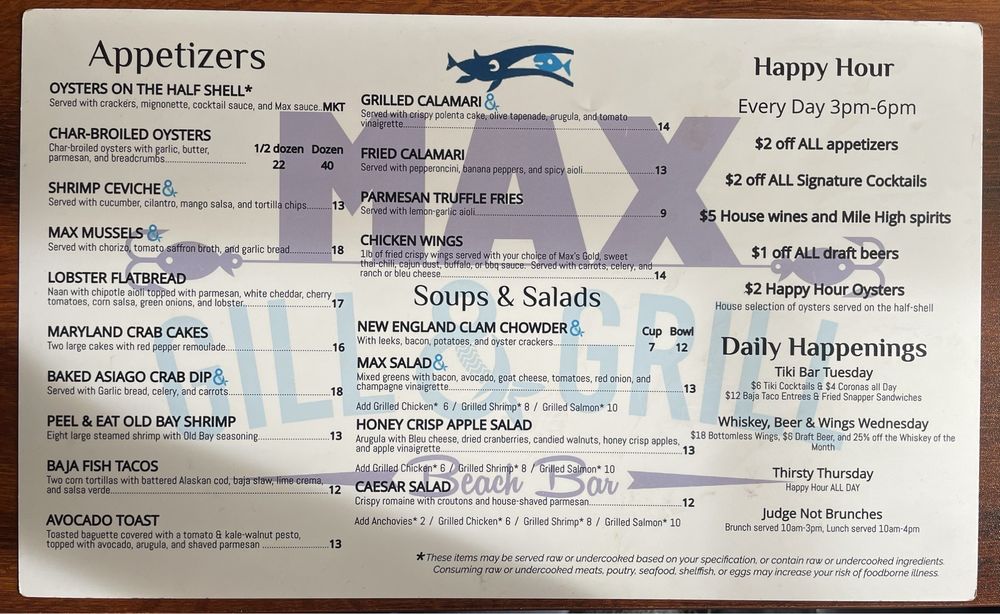 Appetizers
OYSTERS ON THE HALF SHELL*
Served with crackers, mignonette, cocktail sauce, and Max sauce..MKT
CHAR-BROILED OYSTERS
Char-broiled oysters with garlic, butter,
parmesan, and breadcrumbs
1/2 dozen Dozen
22 40
SHRIMP CEVICHE&
Served with cucumber, cilantro, mango salsa, and tortilla chips 13
MAX MUSSELS &
Served with chorizo, tomato saffron broth, and garlic bread 18
LOBSTER FLATBREAD
Naan with chipotle aioli topped with parmesan, white cheddar, cherry
tomatoes, corn salsa, green onions, and lobster 17
MARYLAND CRAB CAKES
Two large cakes with red pepper remoulade 16
BAKED ASIAGO CRAB DIP&
Served with Garlic bread, celery, and carrots 18
PEEL & EAT OLD BAY SHRIMP
Eight large steamed shrimp with Old Bay seasoning 13
BAJA FISH TACOS
Two corn tortillas with battered Alaskan cod, baja slaw, lime crema,
and salsa verde 12
AVOCADO TOAST
Toasted baguette covered with a tomato & kale-walnut pesto,
topped with avocado, arugula, and shaved parmesan 13
GRILLED CALAMARI &
Served with crispy polenta cake, olive tapenade, arugula, and tomato
vinaigrette 14
FRIED CALAMARI
Served with pepperoncini, banana peppers, and spicy aioli 13
PARMESAN TRUFFLE FRIES
Served with lemon-garlic aioli 9
CHICKEN WINGS
1lb of fried crispy wings served with your choice of Max's Gold, sweet
thai-chili, cajun dust, buffalo, or bbq sauce. Served with carrots, celery, and
ranch or bleu cheese 14
Soups & Salads
NEW ENGLAND CLAM CHOWDER &
With leeks, bacon, potatoes, and oyster crackers
Cup Bowl
7 12
MAX SALAD&
Mixed greens with bacon, avocado, goat cheese, tomatoes, red onion, and
champagne vinaigrette 13
Add Grilled Chicken* 6 / Grilled Shrimp* 8 / Grilled Salmon* 10
HONEY CRISP APPLE SALAD
Arugula with Bleu cheese, dried cranberries, candied walnuts, honey crisp apples,
and apple vinaigrette 13
Add Grilled Chicken* 6 / Grilled Shrimp* 8 / Grilled Salmon* 10
CAESAR SALAD
Crispy romaine with croutons and house-shaved parmesan 12
Add Anchovies* 2 / Grilled Chicken* 6 / Grilled Shrimp* 8 / Grilled Salmon* 10
MAX
GILL & GRILL
Beach Bar
Happy Hour
Every Day 3pm-6pm
$2 off ALL appetizers
$2 off ALL Signature Cocktails
$5 House wines and Mile High spirits
$1 off ALL draft beers
$2 Happy Hour Oysters
House selection of oysters served on the half-shell
Daily Happenings
Tiki Bar Tuesday
$6 Tiki Cocktails & $4 Coronas all Day
$12 Baja Taco Entrees & Fried Snapper Sandwiches
Whiskey, Beer & Wings Wednesday
$18 Bottomless Wings, $6 Draft Beer, and 25% off the Whiskey of the
Month
Thirsty Thursday
Happy Hour ALL DAY
Judge Not Brunches
Brunch served 10am-3pm, Lunch served 10am-4pm
*These items may be served raw or undercooked based on your specification, or contain raw or undercooked ingredients.
Consuming raw or undercooked meats, poutry, seafood, shellfish, or eggs may increase your risk of foodborne illness.